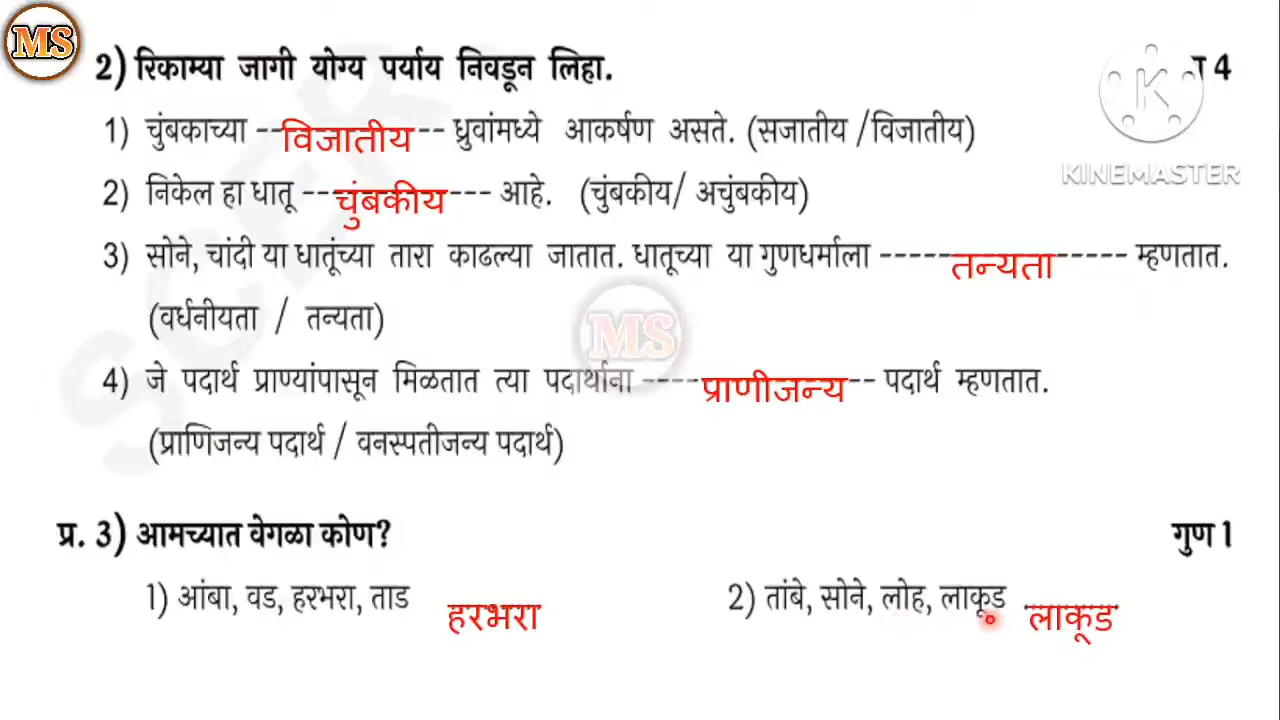 MS
2) रिकाम्या जागी योग्य पर्याय निवडून लिहा. 4
KINEMASTER
1) चुंबकाच्या -- विजातीय --- ध्रुवांमध्ये आकर्षण असते. (सजातीय /विजातीय)
2) निकेल हा धातू --- चुंबकीय --- आहे. (चुंबकीय/ अचुंबकीय)
3) सोने, चांदी या धातूंच्या तारा काढल्या जातात. धातूच्या या गुणधर्माला ----- तन्यता ----- म्हणतात.
(वर्धनीयता / तन्यता)
MS
4) जे पदार्थ प्राण्यांपासून मिळतात त्या पदार्थांना ---- प्राणीजन्य -- पदार्थ म्हणतात.
(प्राणिजन्य पदार्थ / वनस्पतीजन्य पदार्थ)
प्र. 3) आमच्यात वेगळा कोण? गुण 1
1) आंबा, वड, हरभरा, ताड हरभरा 2) तांबे, सोने, लोह, लाकूड लाकूड